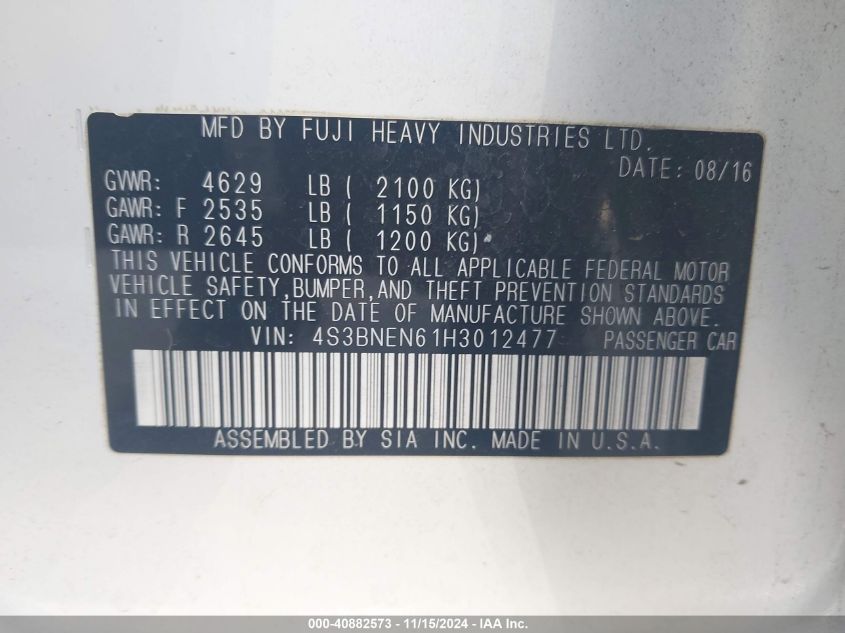 MFD BY FUJI HEAVY INDUSTRIES LTD.
DATE: 08/16
GVWR: 4629 LB ( 2100 KG)
GAWR: F 2535 LB ( 1150 KG)
GAWR: R 2645 LB ( 1200 KG)
THIS VEHICLE CONFORMS TO ALL APPLICABLE FEDERAL MOTOR
VEHICLE SAFETY,BUMPER,AND THEFT PREVENTION STANDARDS
IN EFFECT ON THE DATE OF MANUFACTURE SHOWN ABOVE.
VIN: 4S3BNEN61H3012477 PASSENGER CAR
ASSEMBLED BY SIA INC. MADE IN U.S.A.
000-40882573 - 11/15/2024 - IAA Inc.